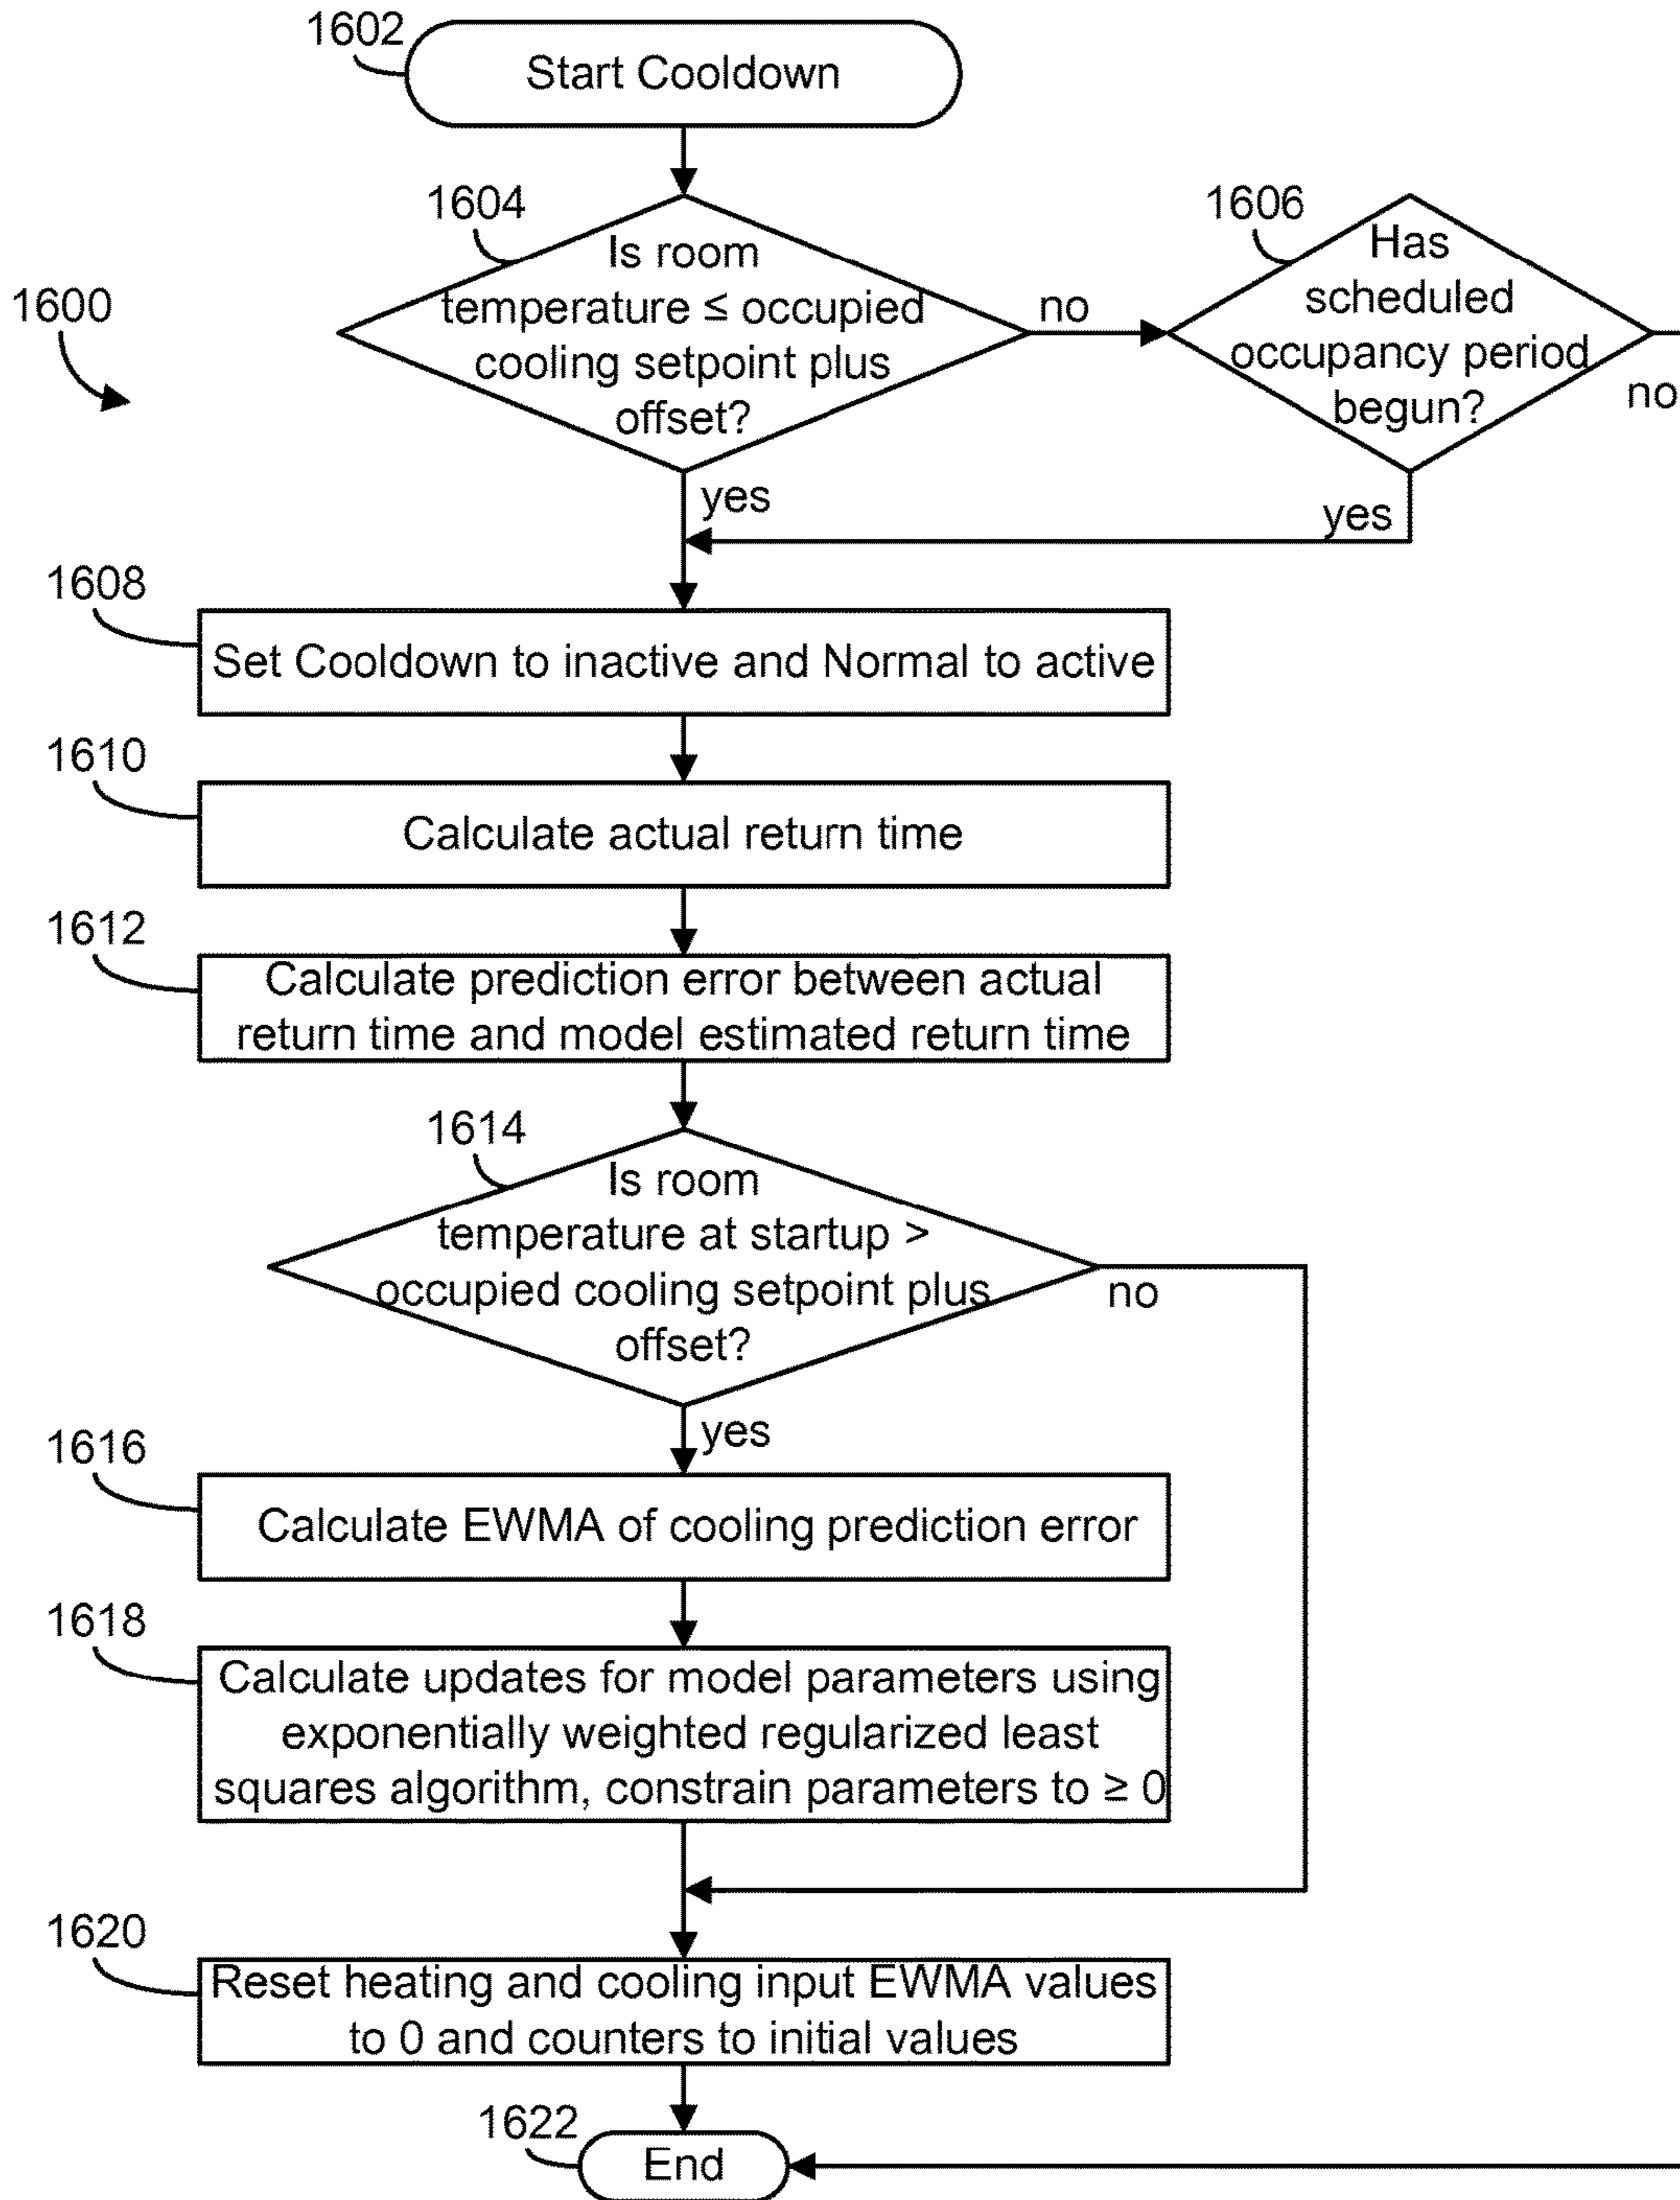 1602
Start Cooldown
1604
Is room
temperature ≤ occupied
cooling setpoint plus
offset?
no
1606
Has
scheduled
occupancy period
begun?
no
1600
yes
yes
1608
Set Cooldown to inactive and Normal to active
1610
Calculate actual return time
1612
Calculate prediction error between actual
return time and model estimated return time
1614
Is room
temperature at startup >
occupied cooling setpoint plus
offset?
no
yes
1616
Calculate EWMA of cooling prediction error
1618
Calculate updates for model parameters using
exponentially weighted regularized least
squares algorithm, constrain parameters to ≥ 0
1620
Reset heating and cooling input EWMA values
to 0 and counters to initial values
1622
End